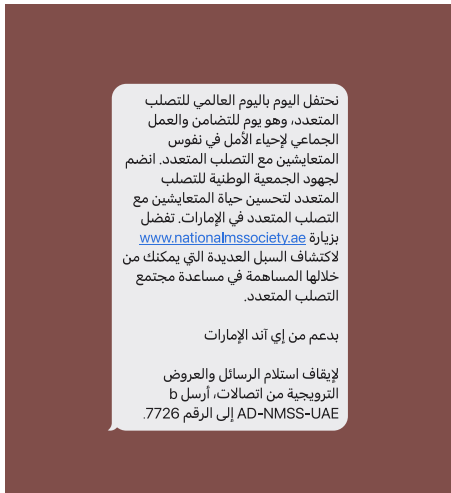 نحتفل اليوم باليوم العالمي للتصلب
المتعدد، وهو يوم للتضامن والعمل
الجماعي لإحياء الأمل في نفوس
المتعايشين مع التصلب المتعدد. انضم
لجهود الجمعية الوطنية للتصلب
المتعدد لتحسين حياة المتعايشين مع
التصلب المتعدد في الإمارات. تفضل
بزيارة www.nationalmssociety.ae
لاكتشاف السبل العديدة التي يمكنك من
خلالها المساهمة في مساعدة مجتمع
التصلب المتعدد.
بدعم من إي آند الإمارات
لإيقاف استلام الرسائل والعروض
الترويجية من اتصالات، أرسل b
AD-NMSS-UAE إلى الرقم 7726.